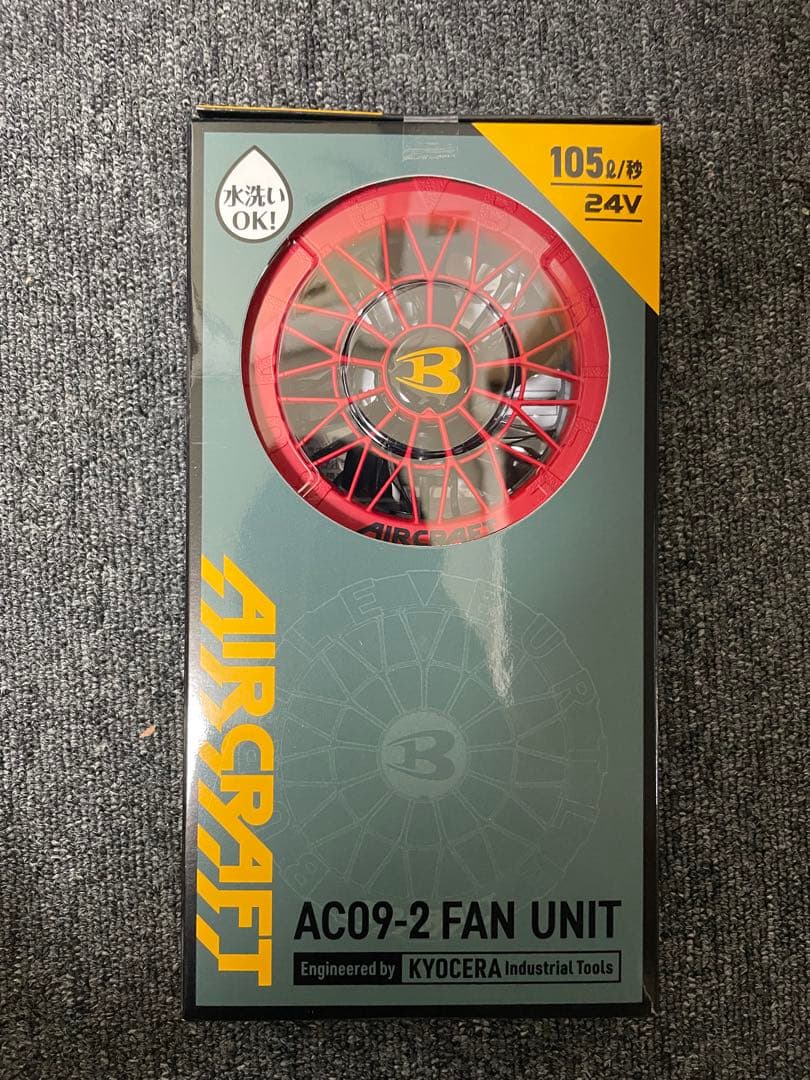 水洗い
OK!
105ℓ/秒
24V
B
AIRCRAFT
AIRCRAFT
B
AC09-2 FAN UNIT
Engineered by KYOCERA Industrial Tools